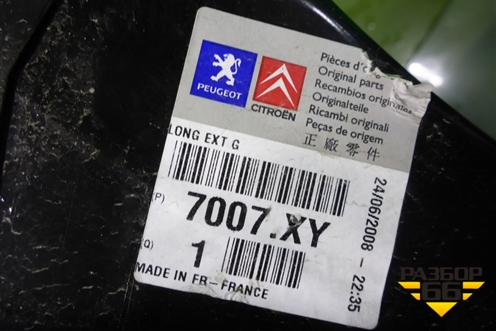 PEUGEOT
CITROËN
Pièces d'
Original parts
Recambios originales
Originalteile
Ricambi originali
Peças de origem
正廠零件
LONG EXT G
(P) 7007.XY
(Q) 1
MADE IN FR-FRANCE
24/06/2008 - 22:35
РАЗБОР
66